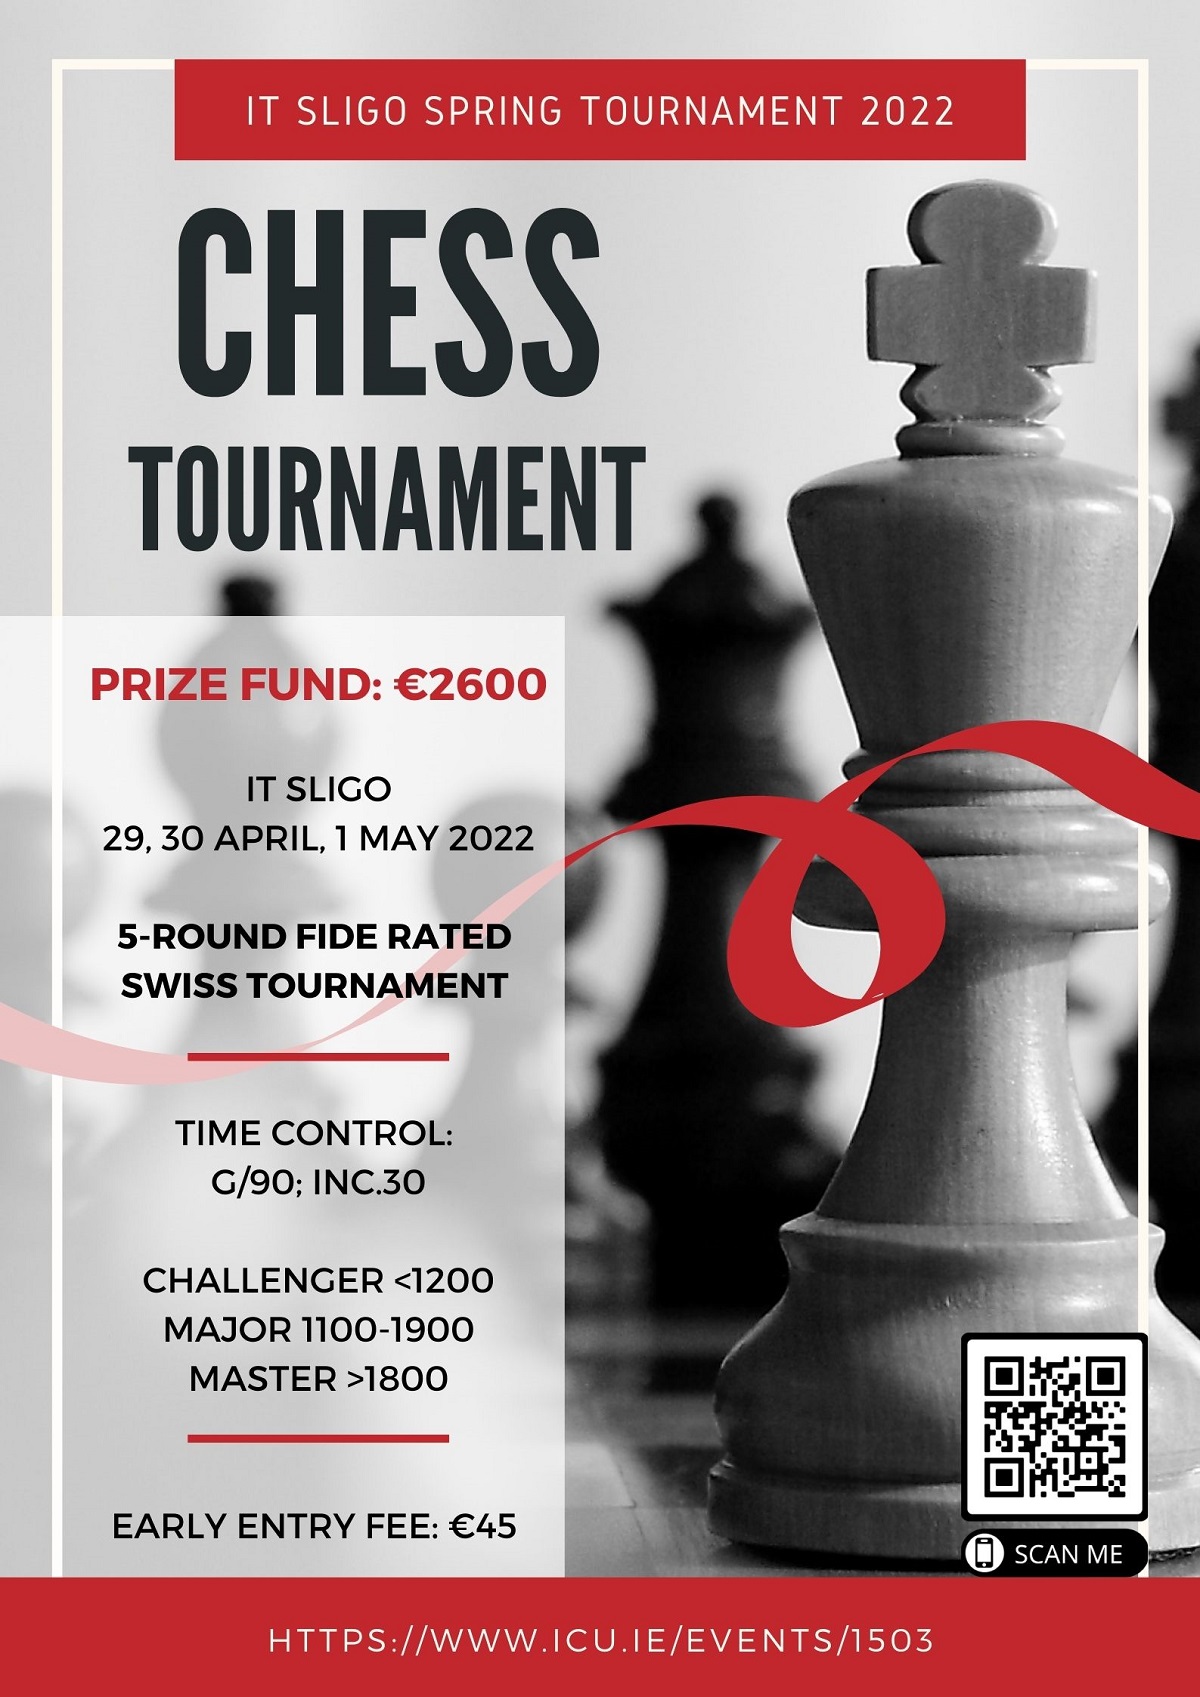 IT SLIGO SPRING TOURNAMENT 2022
CHESS
TOURNAMENT
PRIZE FUND: €2600
IT SLIGO
29, 30 APRIL, 1 MAY 2022
5-ROUND FIDE RATED
SWISS TOURNAMENT
TIME CONTROL:
G/90; INC.30
CHALLENGER <1200
MAJOR 1100-1900
MASTER >1800
EARLY ENTRY FEE: €45
SCAN ME
HTTPS://WWW.ICU.IE/EVENTS/1503